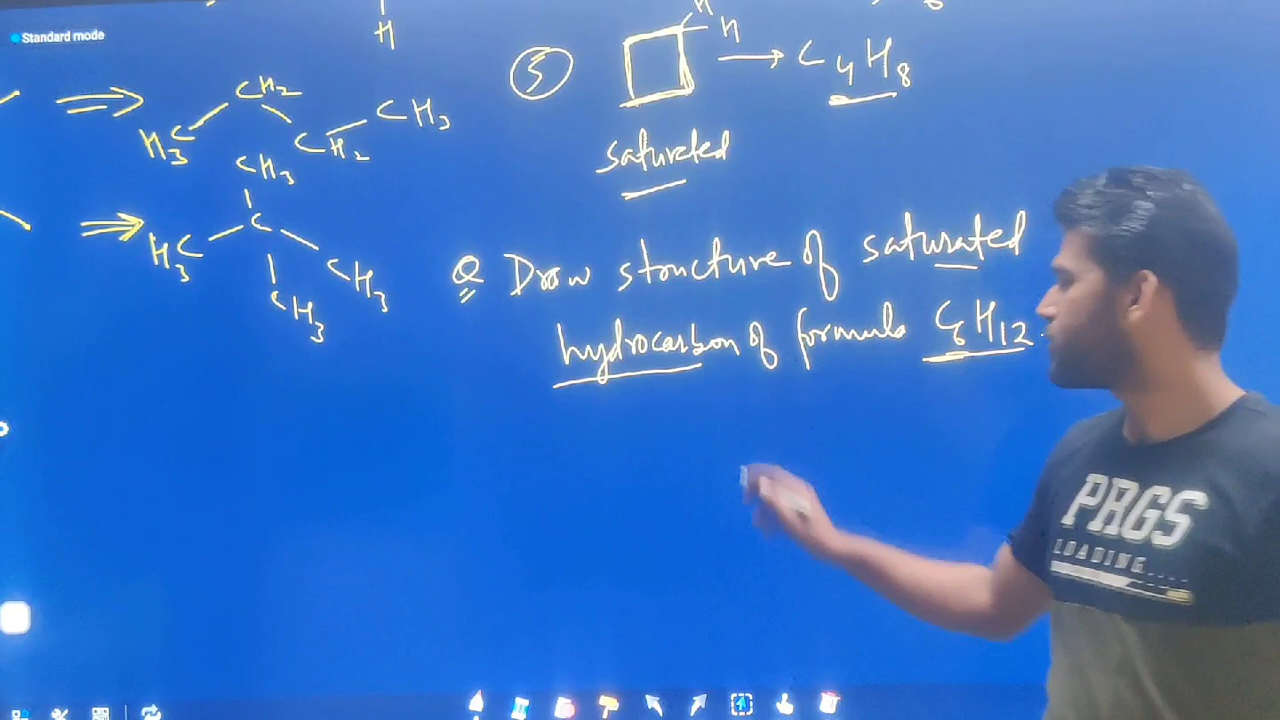 Standard mode
H
H
H
CH2
H3C
CH2
CH3
CH3
H3C
C
CH3
CH3
5
→ C4H8
saturated
Q Draw structure of saturated
hydrocarbon of formula C6H12.
PRGS
LOADING....